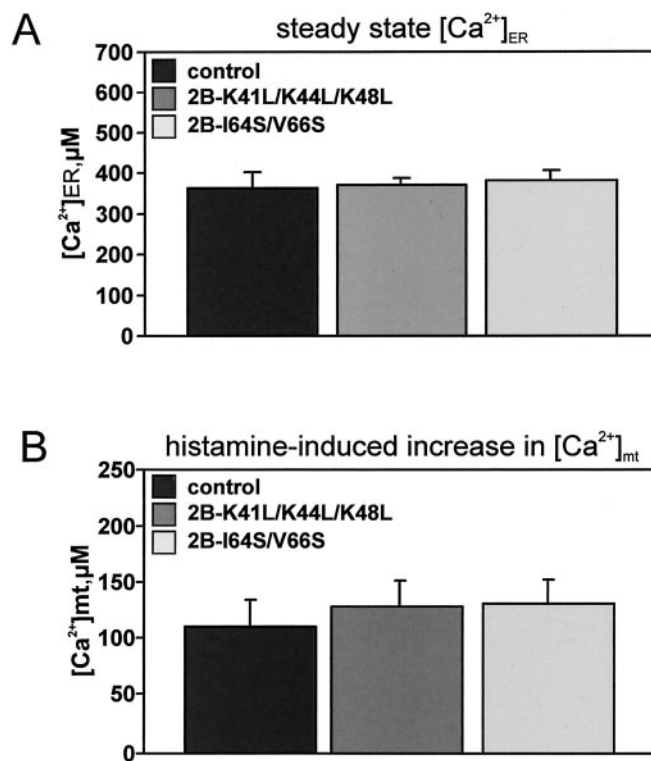 A
steady state [Ca²⁺]ER
700
600
500
400
300
200
100
0
[Ca²⁺]ER,µM
control
2B-K41L/K44L/K48L
2B-I64S/V66S
B
histamine-induced increase in [Ca²⁺]mt
250
200
150
100
50
0
[Ca²⁺]mt,µM
control
2B-K41L/K44L/K48L
2B-I64S/V66S